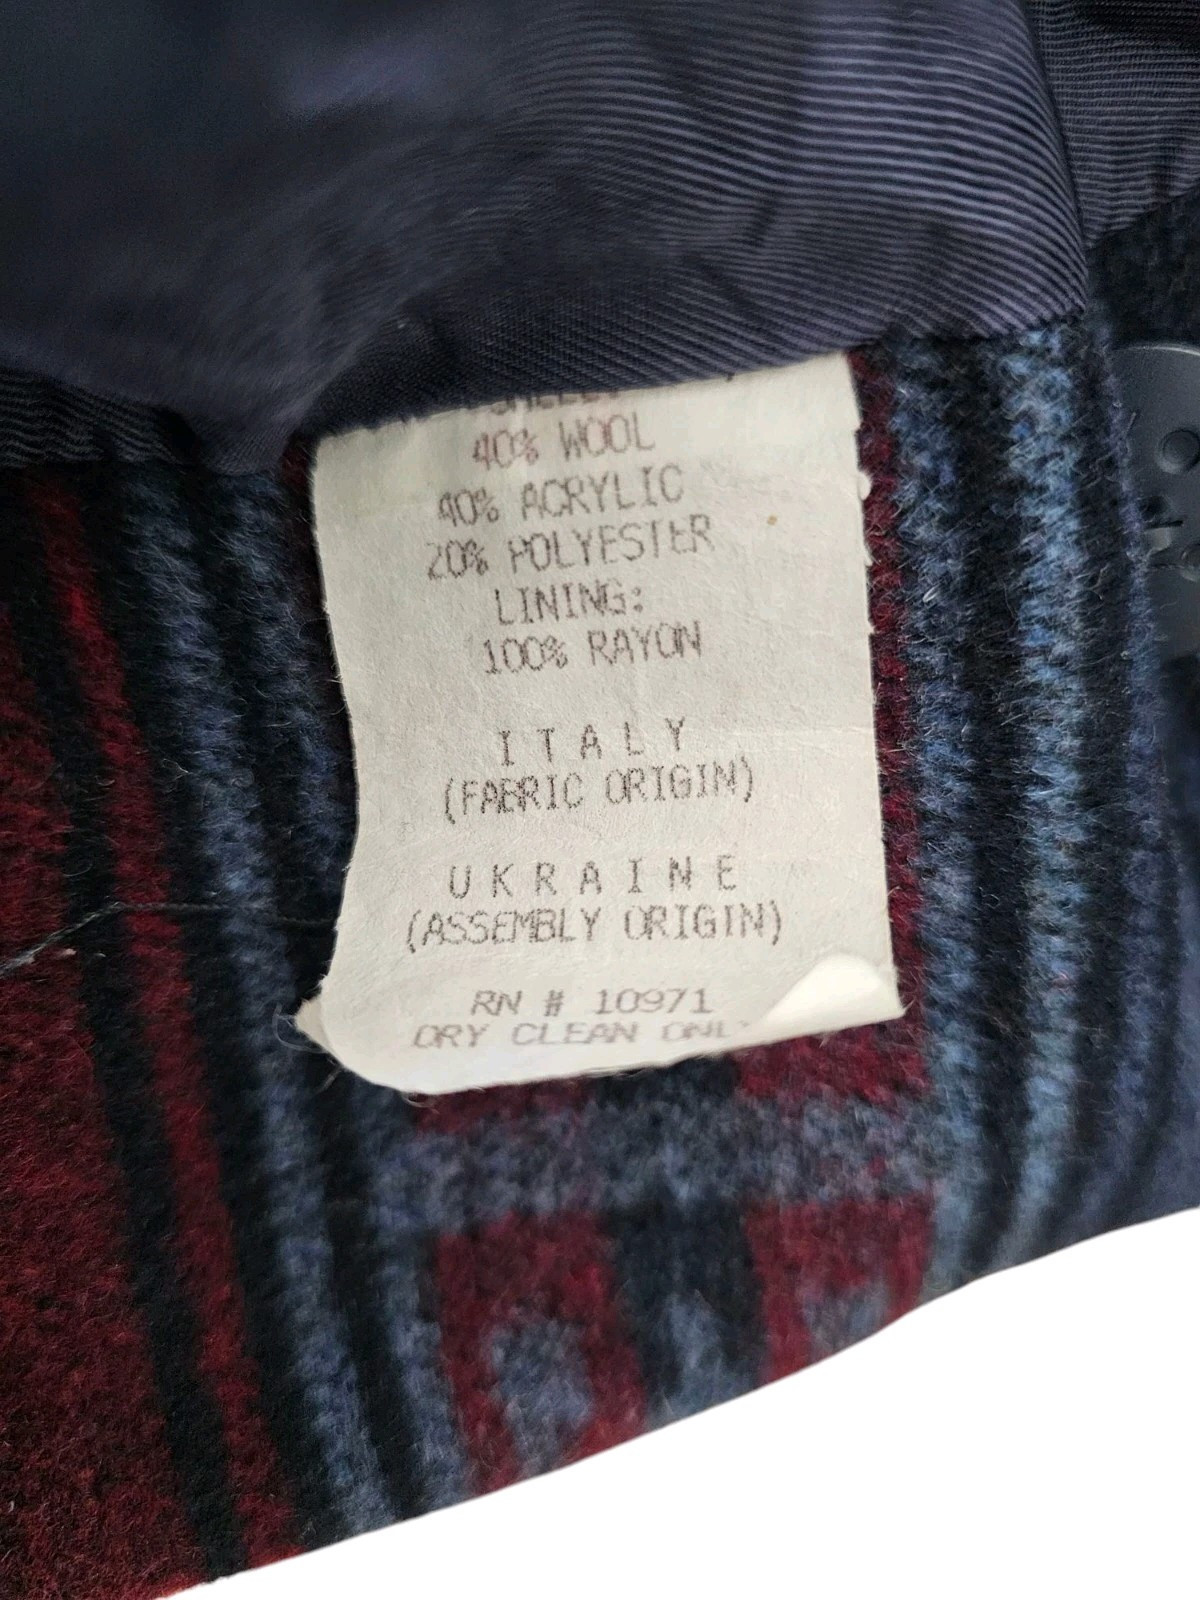 40% WOOL
40% ACRYLIC
20% POLYESTER
LINING:
100% RAYON
ITALY
(FABRIC ORIGIN)
UKRAINE
(ASSEMBLY ORIGIN)
RN # 10971
DRY CLEAN ONL